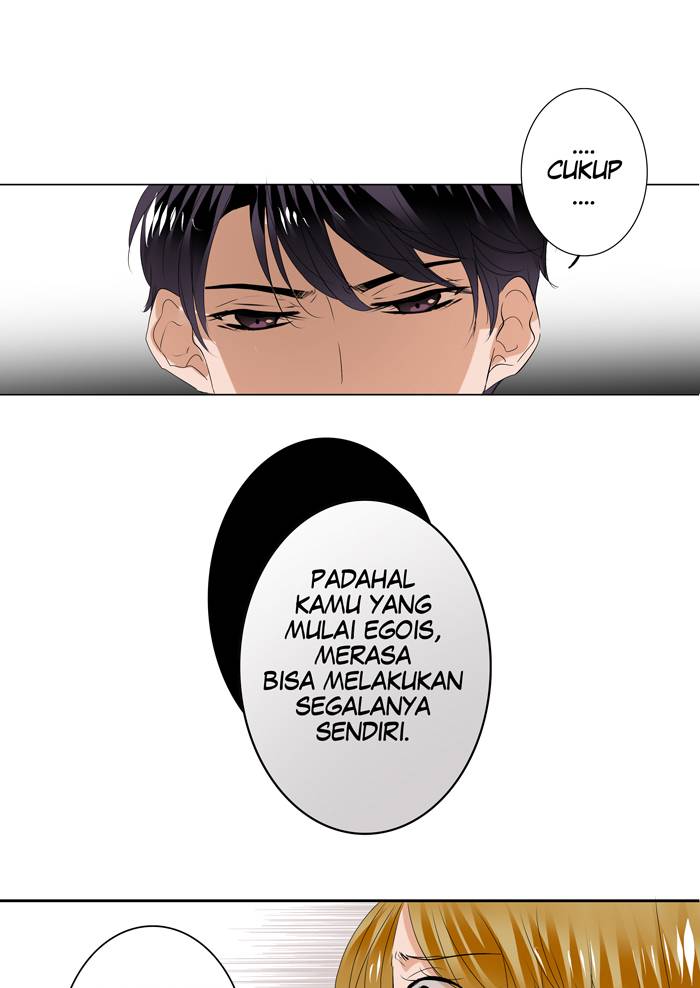 ....
CUKUP
....
PADAHAL
KAMU YANG
MULAI EGOIS,
MERASA
BISA MELAKUKAN
SEGALANYA
SENDIRI.